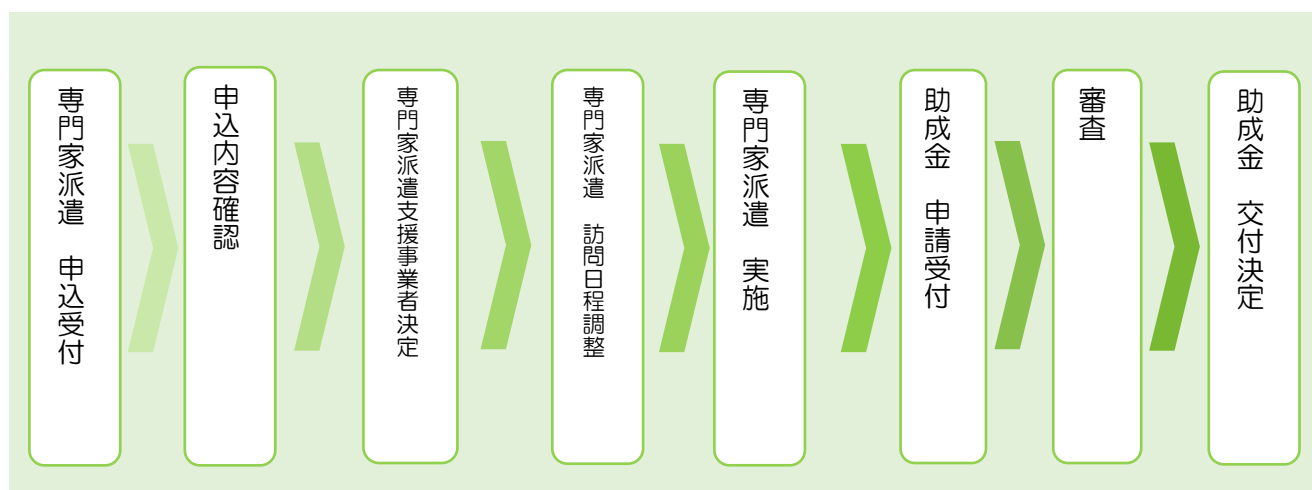 専門家派遣　申込受付
申込内容確認
専門家派遣支援事業者決定
専門家派遣　訪問日程調整
専門家派遣　実施
助成金　申請受付
審査
助成金　交付決定